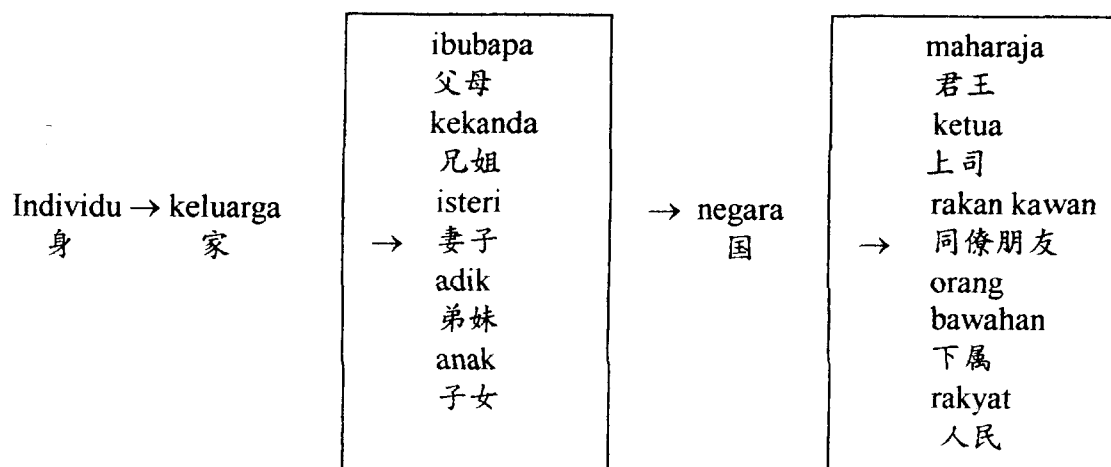 Individu → keluarga
身 家
→
ibubapa
父母
kekanda
兄姐
isteri
妻子
adik
弟妹
anak
子女
→ negara
国
→
maharaja
君王
ketua
上司
rakan kawan
同僚朋友
orang
bawahan
下属
rakyat
人民